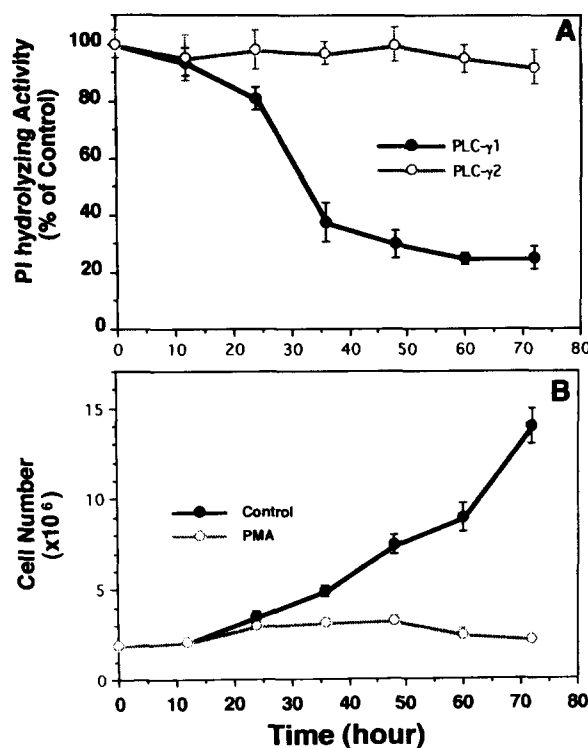 A
PI hydrolyzing Activity
(% of Control)
100
80
60
40
20
100
PLC-γ1
PLC-γ2
0 10 20 30 40 50 60 70 80
B
Cell Number
(x10⁶)
15
10
5
0
Control
PMA
0 10 20 30 40 50 60 70 80
Time (hour)